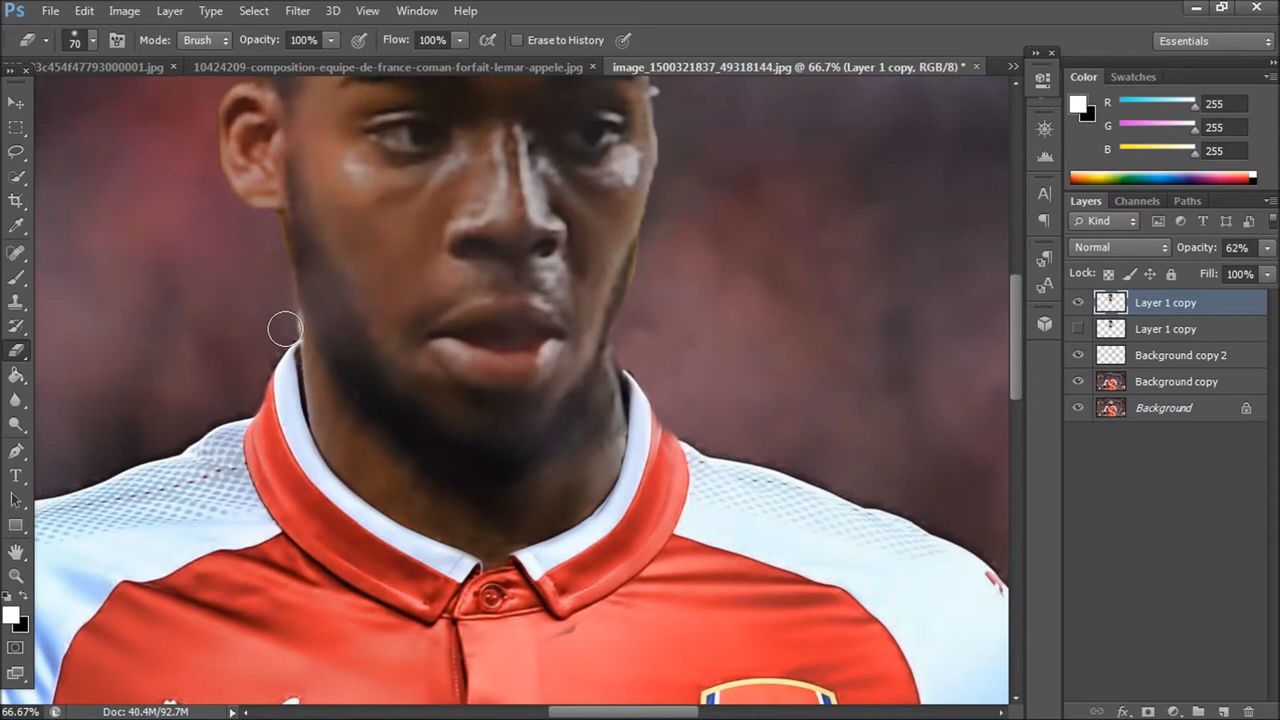 Ps File Edit Image Layer Type Select Filter 3D View Window Help
70 Mode: Brush Opacity: 100% Flow: 100% Erase to History Essentials
3c454f47793000001.jpg × 10424209-composition-equipe-de-france-coman-forfait-lemar-appele.jpg × image_1500321837_49318144.jpg @ 66.7% (Layer 1 copy, RGB/8) * ×
Color Swatches
R 255
G 255
B 255
Layers Channels Paths
Kind
Normal Opacity: 62%
Lock: Fill: 100%
Layer 1 copy
Layer 1 copy
Background copy 2
Background copy
Background
66.67% Doc: 40.4M/92.7M